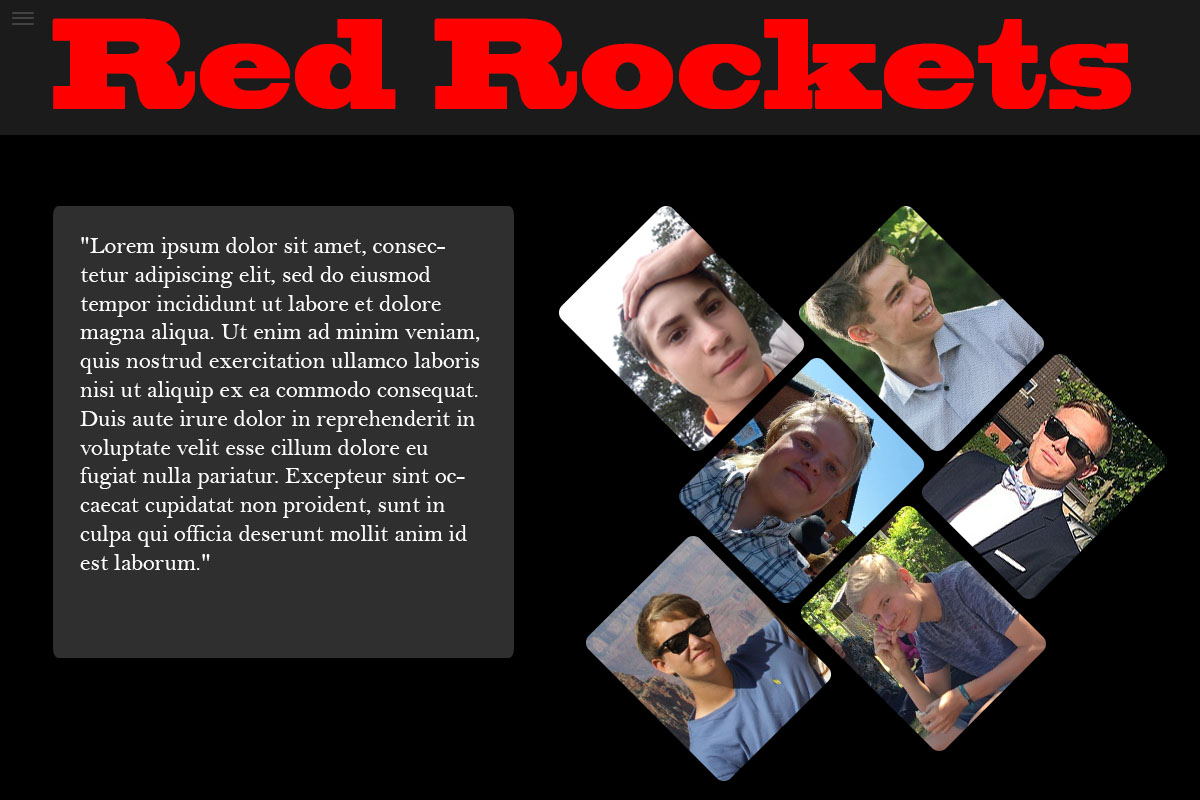 Red Rockets
"Lorem ipsum dolor sit amet, consec-
tetur adipiscing elit, sed do eiusmod
tempor incididunt ut labore et dolore
magna aliqua. Ut enim ad minim veniam,
quis nostrud exercitation ullamco laboris
nisi ut aliquip ex ea commodo consequat.
Duis aute irure dolor in reprehenderit in
voluptate velit esse cillum dolore eu
fugiat nulla pariatur. Excepteur sint oc-
caecat cupidatat non proident, sunt in
culpa qui officia deserunt mollit anim id
est laborum."